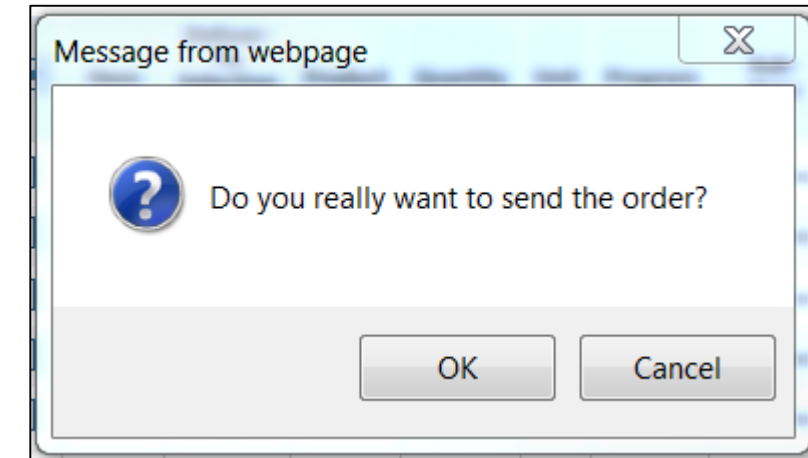 Message from webpage
Do you really want to send the order?
OK
Cancel